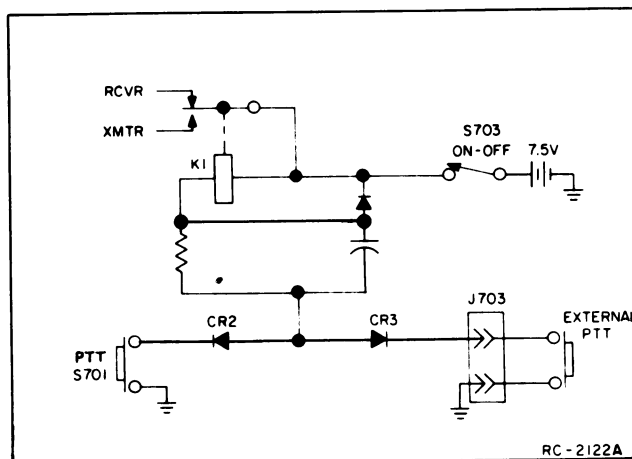 RCVR
XMTR
K1
S703
ON-OFF
7.5V
J703
CR2
CR3
EXTERNAL
PTT
PTT
S701
RC-2122A